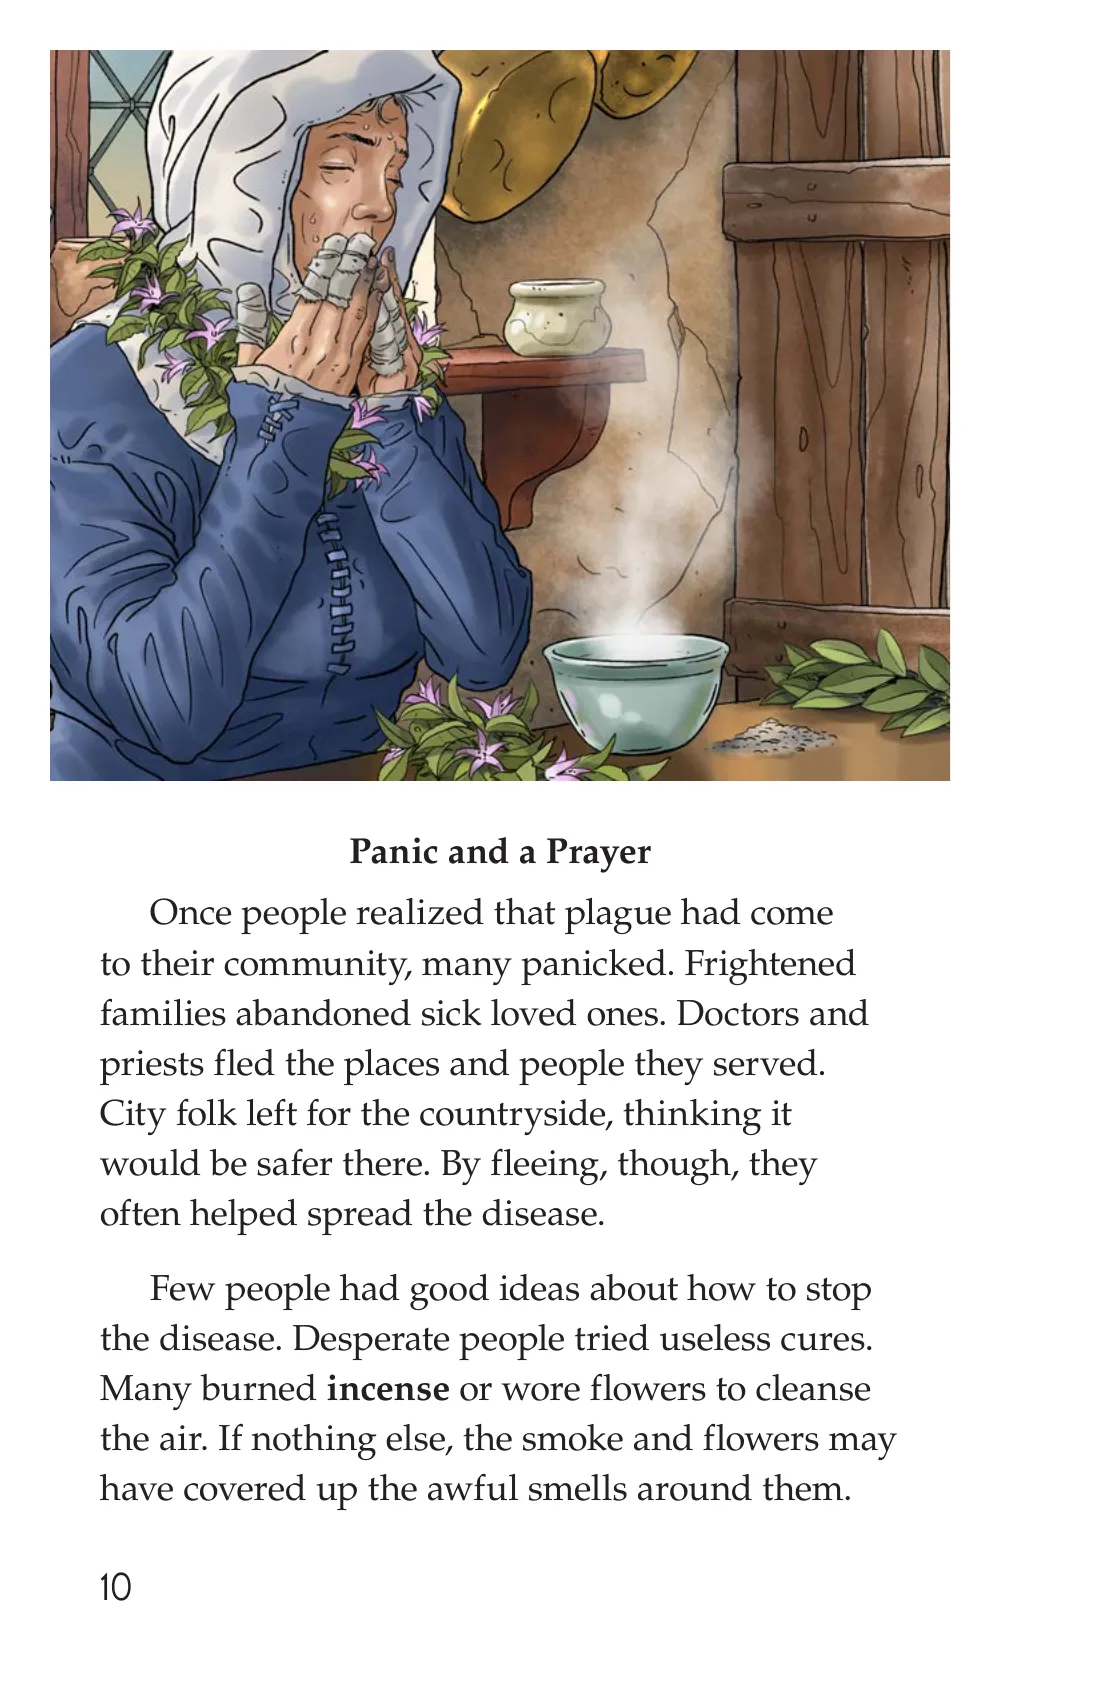 Panic and a Prayer
Once people realized that plague had come
to their community, many panicked. Frightened
families abandoned sick loved ones. Doctors and
priests fled the places and people they served.
City folk left for the countryside, thinking it
would be safer there. By fleeing, though, they
often helped spread the disease.
Few people had good ideas about how to stop
the disease. Desperate people tried useless cures.
Many burned incense or wore flowers to cleanse
the air. If nothing else, the smoke and flowers may
have covered up the awful smells around them.
10